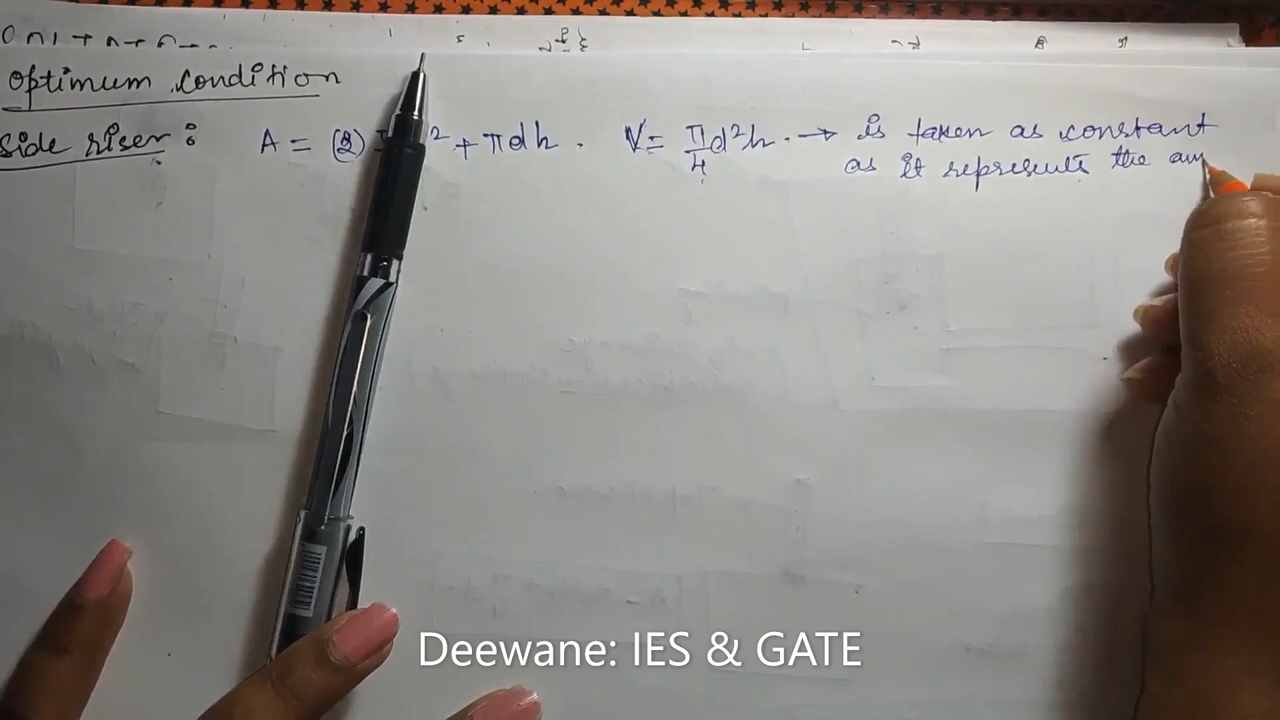 optimum condition
side riser : A = (2) ² + πdh . V = π/4 d²h . → is taken as constant
as it represents the am
Deewane: IES & GATE